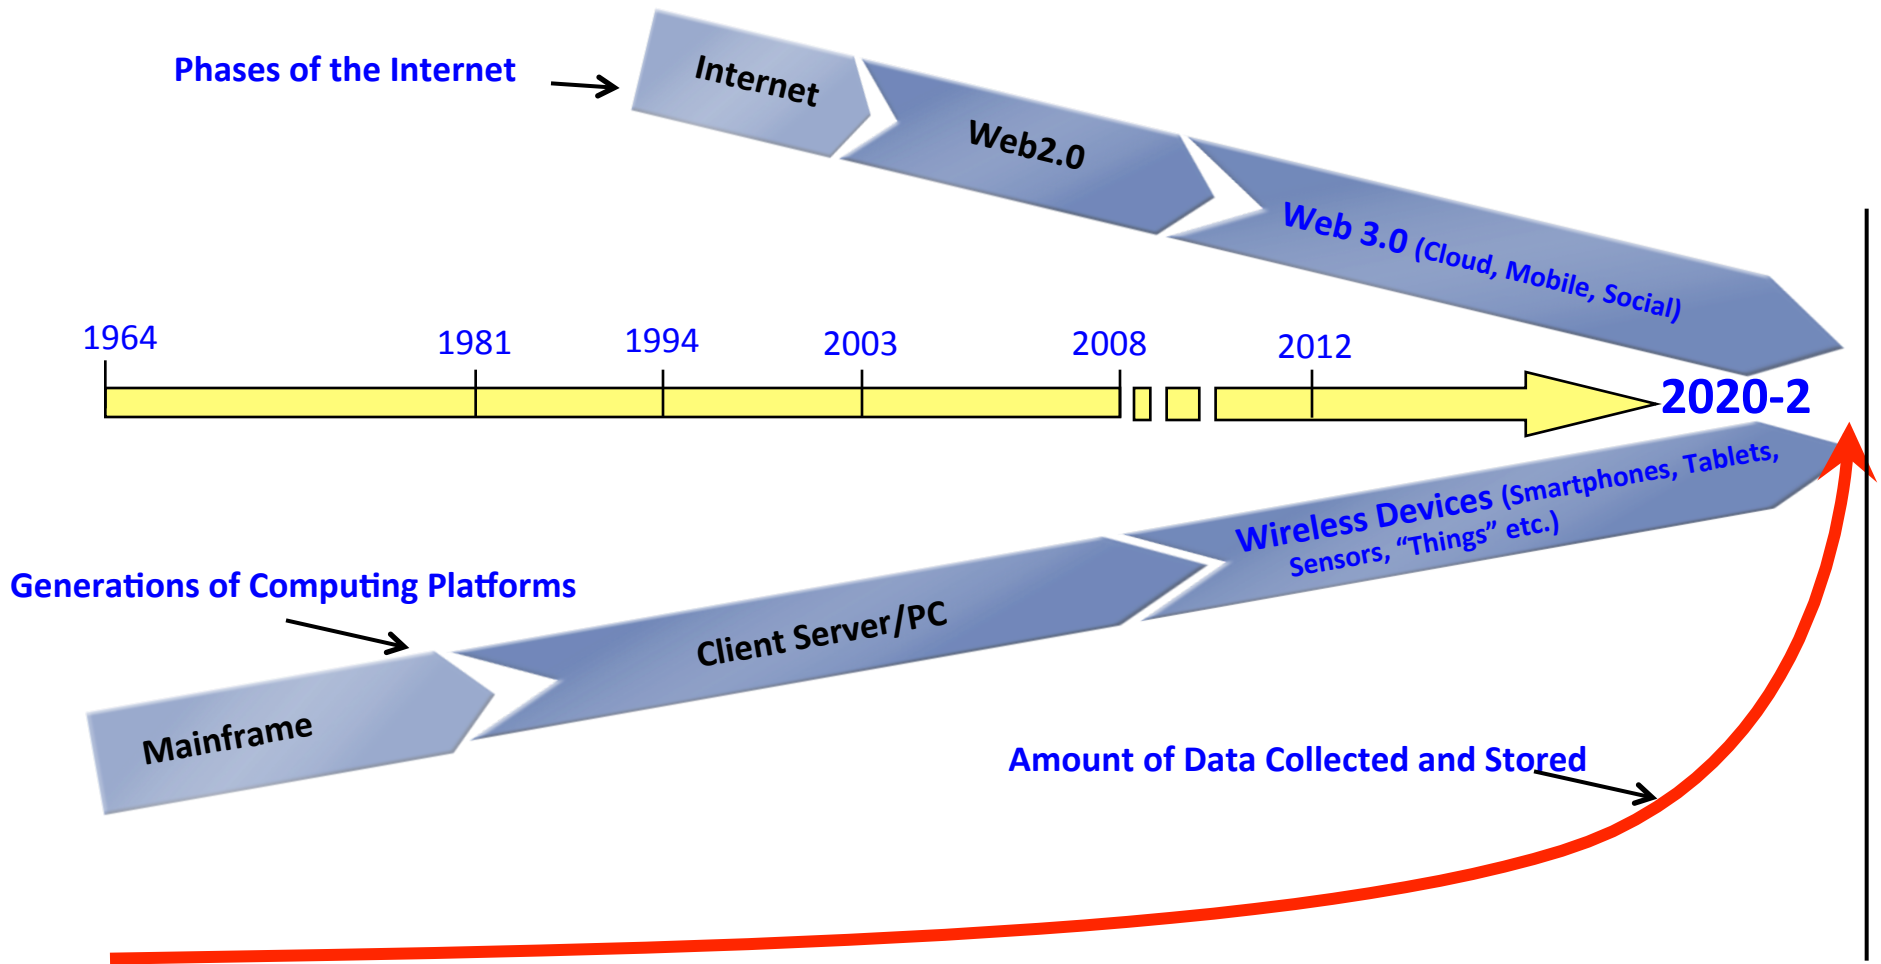 Phases of the Internet
Internet
Web2.0
Web 3.0 (Cloud, Mobile, Social)
1964
1981
1994
2003
2008
2012
2020-2
Wireless Devices (Smartphones, Tablets,
Sensors, “Things” etc.)
Generations of Computing Platforms
Client Server/PC
Mainframe
Amount of Data Collected and Stored